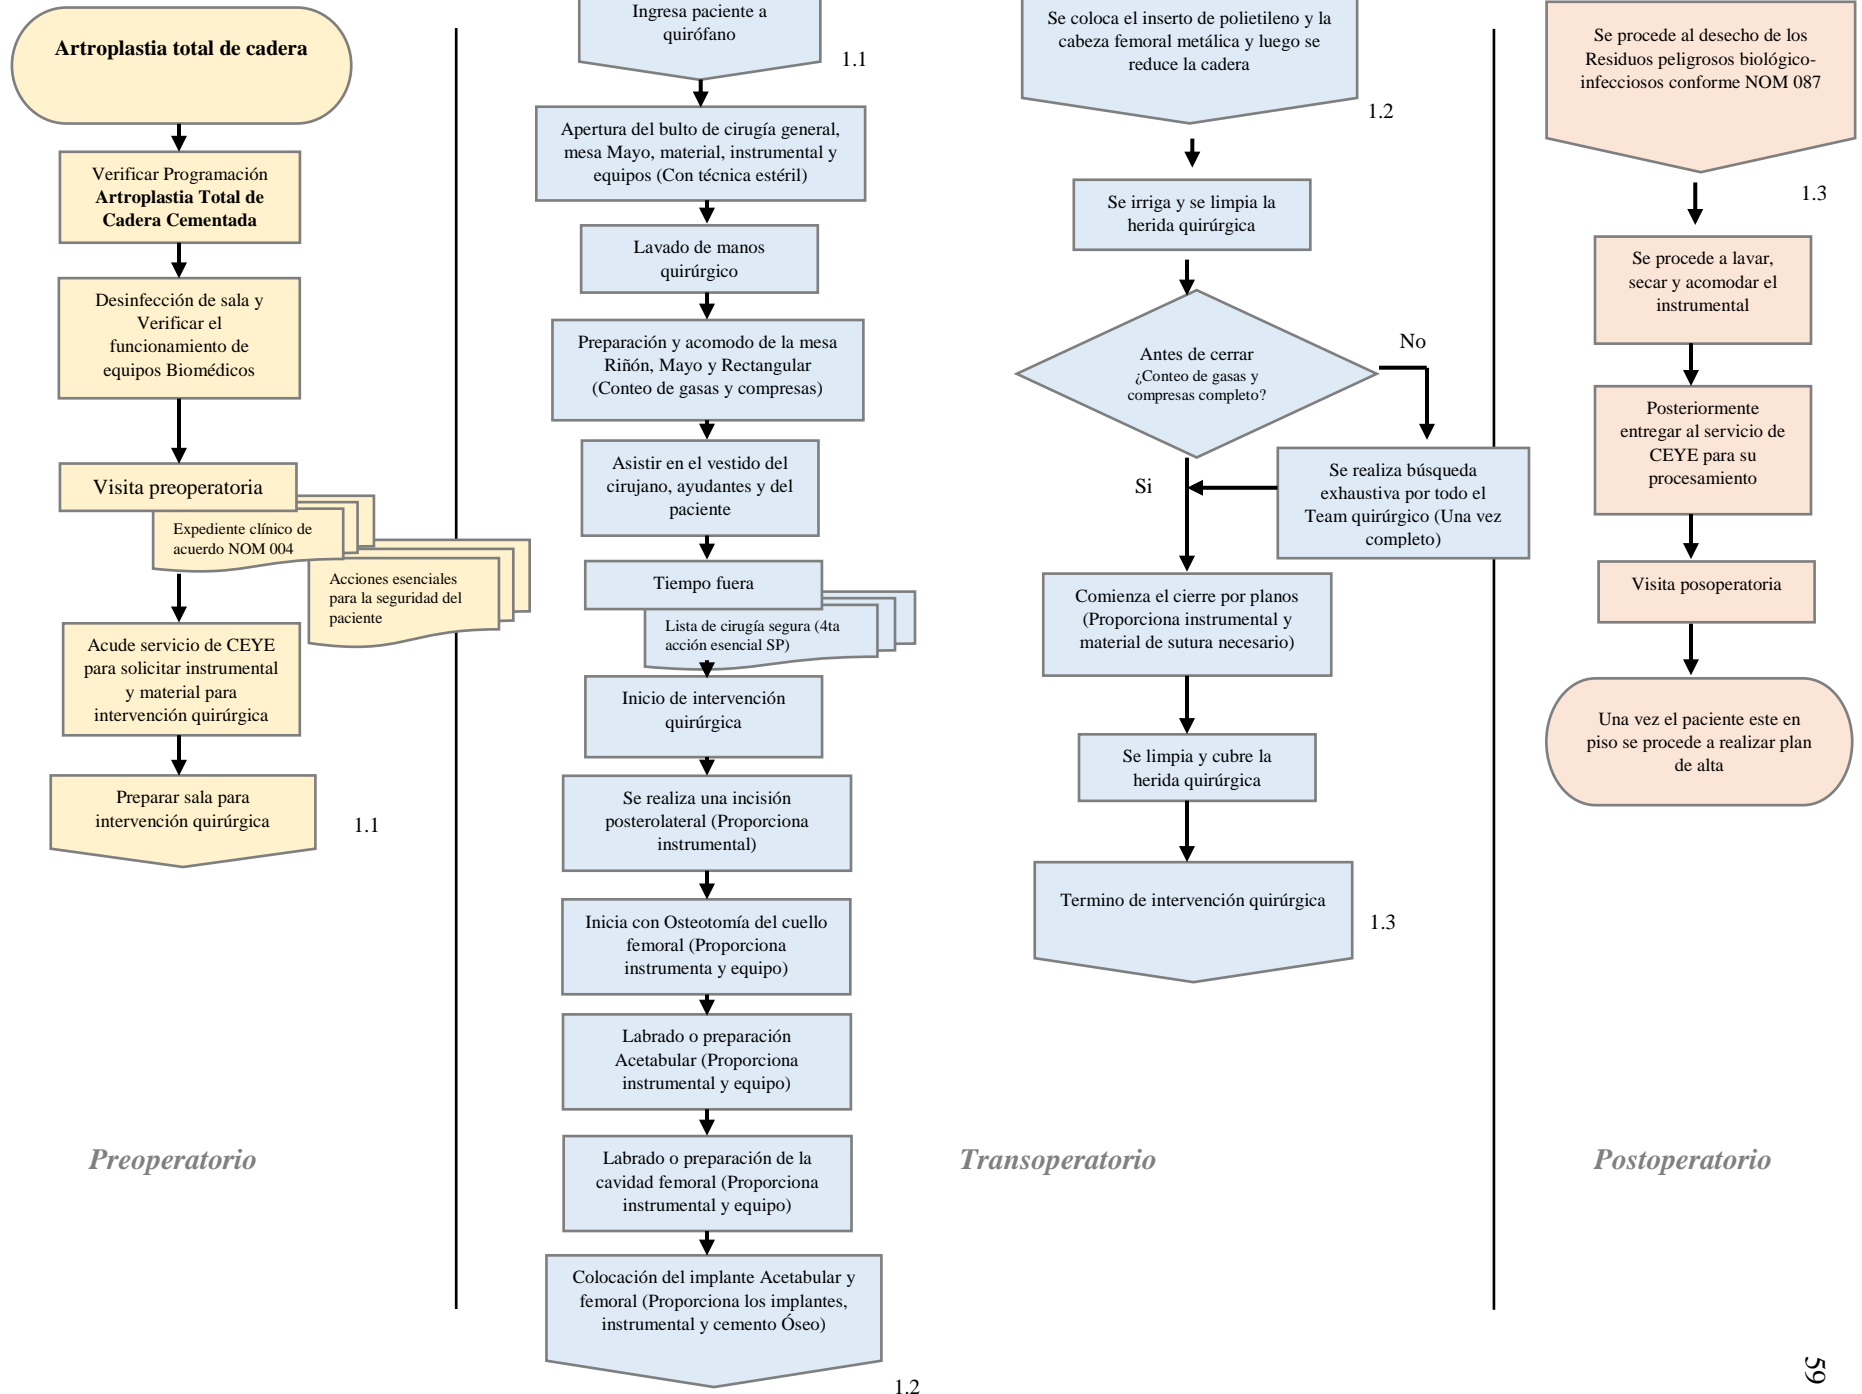 Artroplastia total de cadera
Verificar Programación
Artroplastia Total de
Cadera Cementada
Desinfección de sala y
Verificar el
funcionamiento de
equipos Biomédicos
Visita preoperatoria
Expediente clínico de
acuerdo NOM 004
Acciones esenciales
para la seguridad del
paciente
Acude servicio de CEYE
para solicitar instrumental
y material para
intervención quirúrgica
Preparar sala para
intervención quirúrgica
1.1
Preoperatorio
Ingresa paciente a
quirófano
1.1
Apertura del bulto de cirugía general,
mesa Mayo, material, instrumental y
equipos (Con técnica estéril)
Lavado de manos
quirúrgico
Preparación y acomodo de la mesa
Riñón, Mayo y Rectangular
(Conteo de gasas y compresas)
Asistir en el vestido del
cirujano, ayudantes y del
paciente
Tiempo fuera
Lista de cirugía segura (4ta
acción esencial SP)
Inicio de intervención
quirúrgica
Se realiza una incisión
posterolateral (Proporciona
instrumental)
Inicia con Osteotomía del cuello
femoral (Proporciona
instrumenta y equipo)
Labrado o preparación
Acetabular (Proporciona
instrumental y equipo)
Labrado o preparación de la
cavidad femoral (Proporciona
instrumental y equipo)
Colocación del implante Acetabular y
femoral (Proporciona los implantes,
instrumental y cemento Óseo)
1.2
Se coloca el inserto de polietileno y la
cabeza femoral metálica y luego se
reduce la cadera
1.2
Se irriga y se limpia la
herida quirúrgica
Antes de cerrar
¿Conteo de gasas y
compresas completo?
No
Si
Se realiza búsqueda
exhaustiva por todo el
Team quirúrgico (Una vez
completo)
Comienza el cierre por planos
(Proporciona instrumental y
material de sutura necesario)
Se limpia y cubre la
herida quirúrgica
Termino de intervención quirúrgica
1.3
Transoperatorio
Se procede al desecho de los
Residuos peligrosos biológico-
infecciosos conforme NOM 087
1.3
Se procede a lavar,
secar y acomodar el
instrumental
Posteriormente
entregar al servicio de
CEYE para su
procesamiento
Visita posoperatoria
Una vez el paciente este en
piso se procede a realizar plan
de alta
Postoperatorio
59